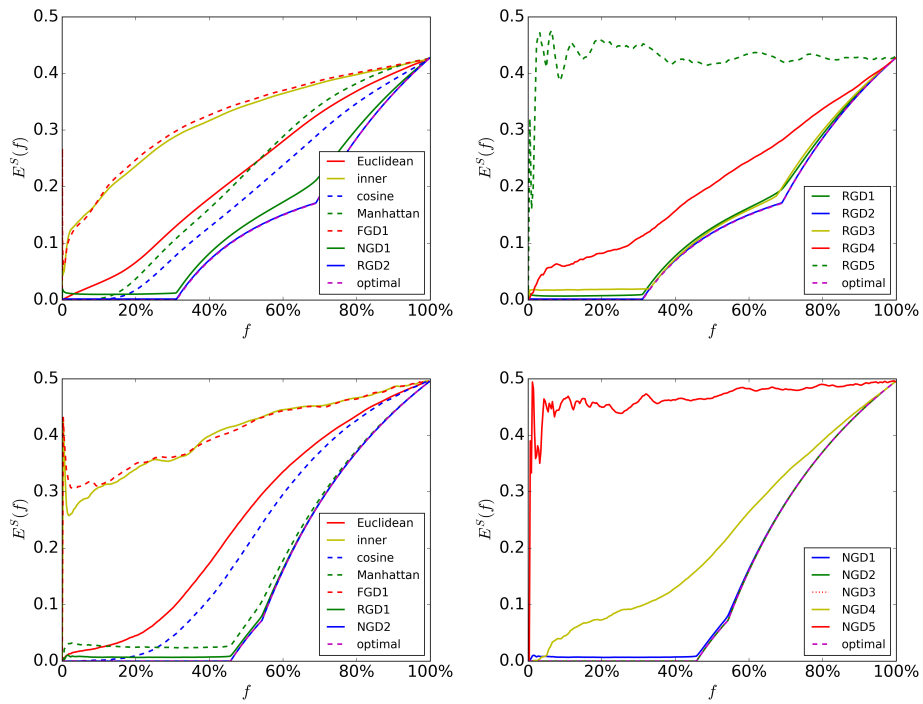 0.5
0.4
0.3
0.2
0.1
0.0
E^S(f)
0
20%
40%
60%
80%
100%
f
Euclidean
inner
cosine
Manhattan
FGD1
NGD1
RGD2
optimal
0.5
0.4
0.3
0.2
0.1
0.0
E^S(f)
0
20%
40%
60%
80%
100%
f
RGD1
RGD2
RGD3
RGD4
RGD5
optimal
0.5
0.4
0.3
0.2
0.1
0.0
E^S(f)
0
20%
40%
60%
80%
100%
f
Euclidean
inner
cosine
Manhattan
FGD1
RGD1
NGD2
optimal
0.5
0.4
0.3
0.2
0.1
0.0
E^S(f)
0
20%
40%
60%
80%
100%
f
NGD1
NGD2
NGD3
NGD4
NGD5
optimal